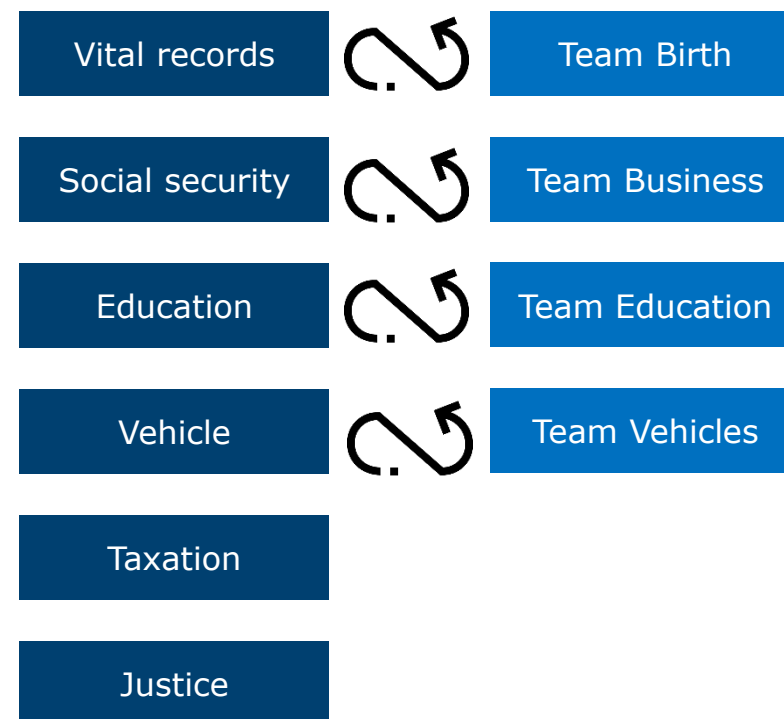 Vital records
Team Birth
Social security
Team Business
Education
Team Education
Vehicle
Team Vehicles
Taxation
Justice